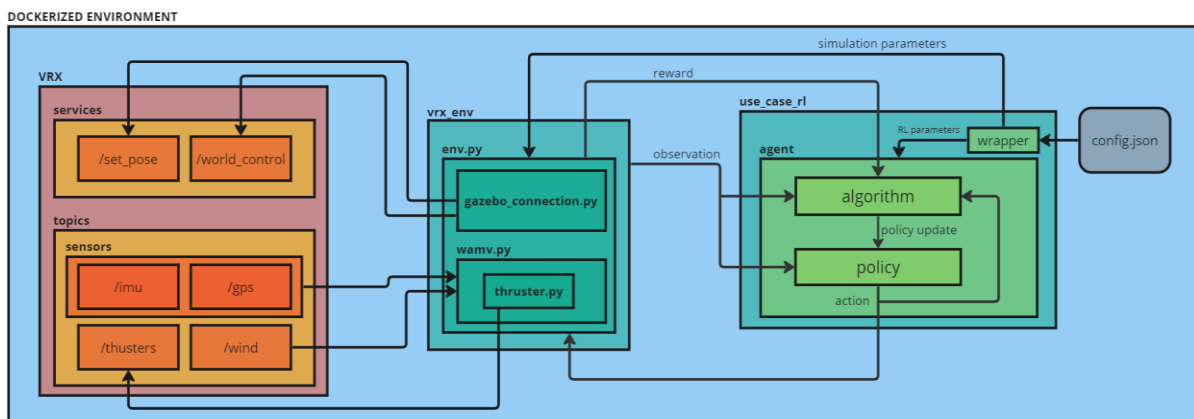 DOCKERIZED ENVIRONMENT
VRX
services
/set_pose
/world_control
topics
sensors
/imu
/gps
/thusters
/wind
vrx_env
env.py
gazebo_connection.py
wamv.py
thruster.py
simulation parameters
reward
observation
use_case_rl
RL parameters
wrapper
config.json
agent
algorithm
policy update
policy
action